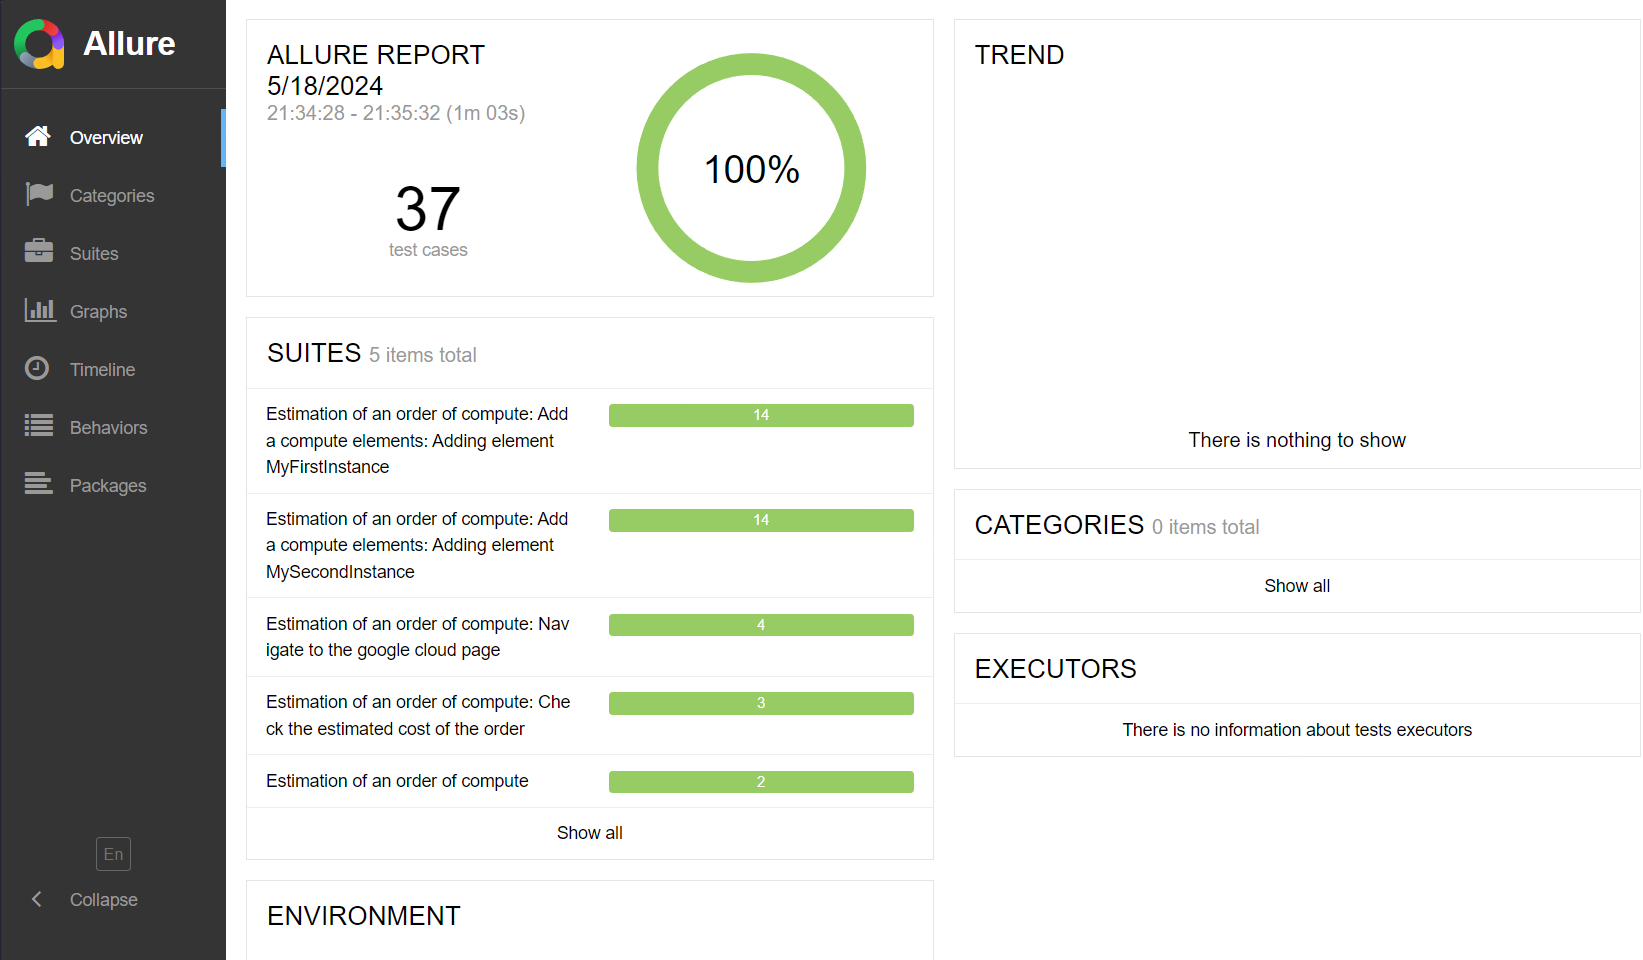 Allure
Overview
Categories
Suites
Graphs
Timeline
Behaviors
Packages
En
Collapse
ALLURE REPORT
5/18/2024
21:34:28 - 21:35:32 (1m 03s)
37
test cases
100%
SUITES 5 items total
Estimation of an order of compute: Add
a compute elements: Adding element
MyFirstInstance
14
Estimation of an order of compute: Add
a compute elements: Adding element
MySecondInstance
14
Estimation of an order of compute: Nav
igate to the google cloud page
4
Estimation of an order of compute: Che
ck the estimated cost of the order
3
Estimation of an order of compute
2
Show all
ENVIRONMENT
TREND
There is nothing to show
CATEGORIES 0 items total
Show all
EXECUTORS
There is no information about tests executors